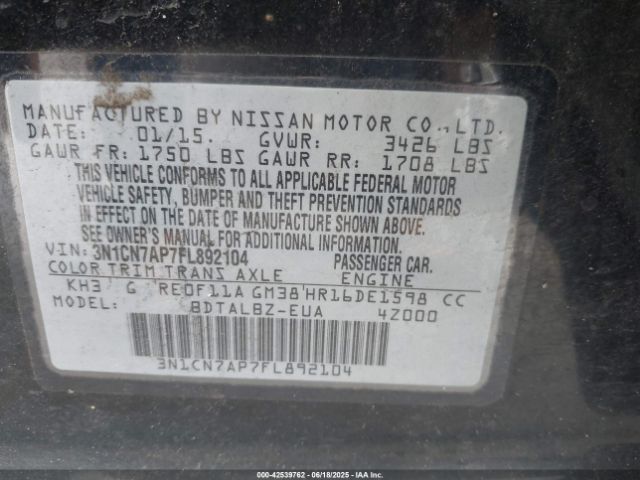 MANUFACTURED BY NISSAN MOTOR CO., LTD.
DATE: 01/15. GVWR: 3426 LBS
GAWR FR: 1750 LBS GAWR RR: 1708 LBS
THIS VEHICLE CONFORMS TO ALL APPLICABLE FEDERAL MOTOR
VEHICLE SAFETY, BUMPER AND THEFT PREVENTION STANDARDS
IN EFFECT ON THE DATE OF MANUFACTURE SHOWN ABOVE.
SEE OWNER'S MANUAL FOR ADDITIONAL INFORMATION.
VIN: 3N1CN7AP7FL892104 PASSENGER CAR.
COLOR TRIM TRANS AXLE ENGINE
KH3 G RE0F11A GM38 HR16DE1598 CC
MODEL: BDTALBZ-EUA 4Z000
3N1CN7AP7FL892104
000-42539762 - 06/18/2025 - IAA Inc.